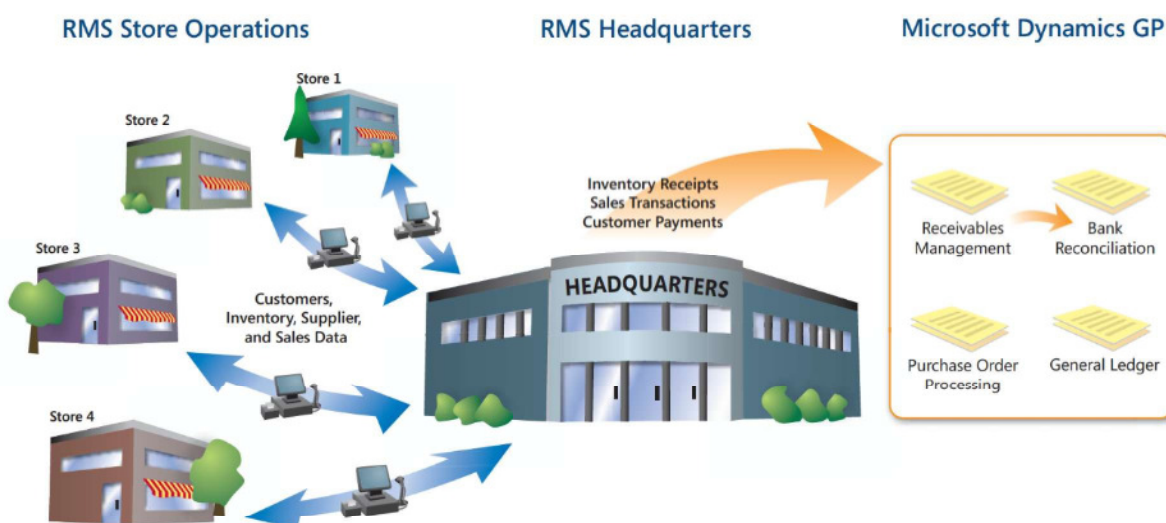 RMS Store Operations
RMS Headquarters
Microsoft Dynamics GP
Store 1
Store 2
Store 3
Store 4
Customers,
Inventory, Supplier,
and Sales Data
Inventory Receipts
Sales Transactions
Customer Payments
HEADQUARTERS
Receivables
Management
Bank
Reconciliation
Purchase Order
Processing
General Ledger